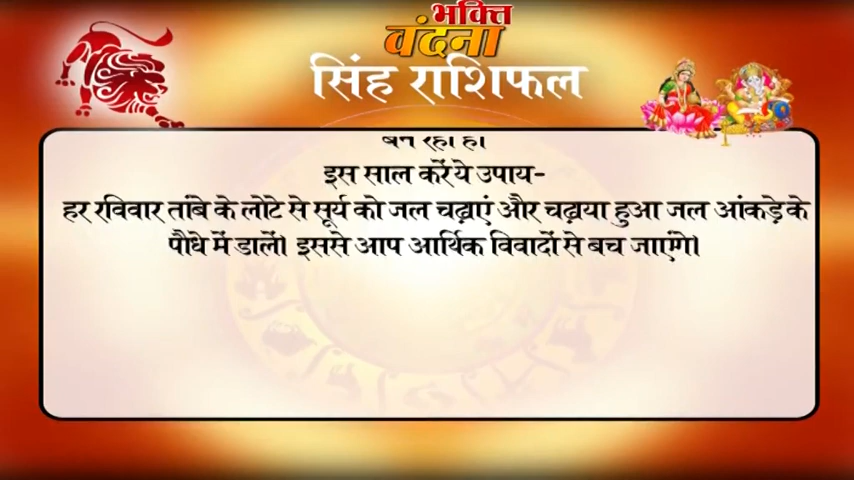 भक्ति
वंदना
सिंह राशिफल
इस साल करें ये उपाय-
हर रविवार तांबे के लोटे से सूर्य को जल चढ़ाएं और चढ़ाया हुआ जल आंकड़े के
पौधे में डालें। इससे आप आर्थिक विवादों से बच जाएंगे।